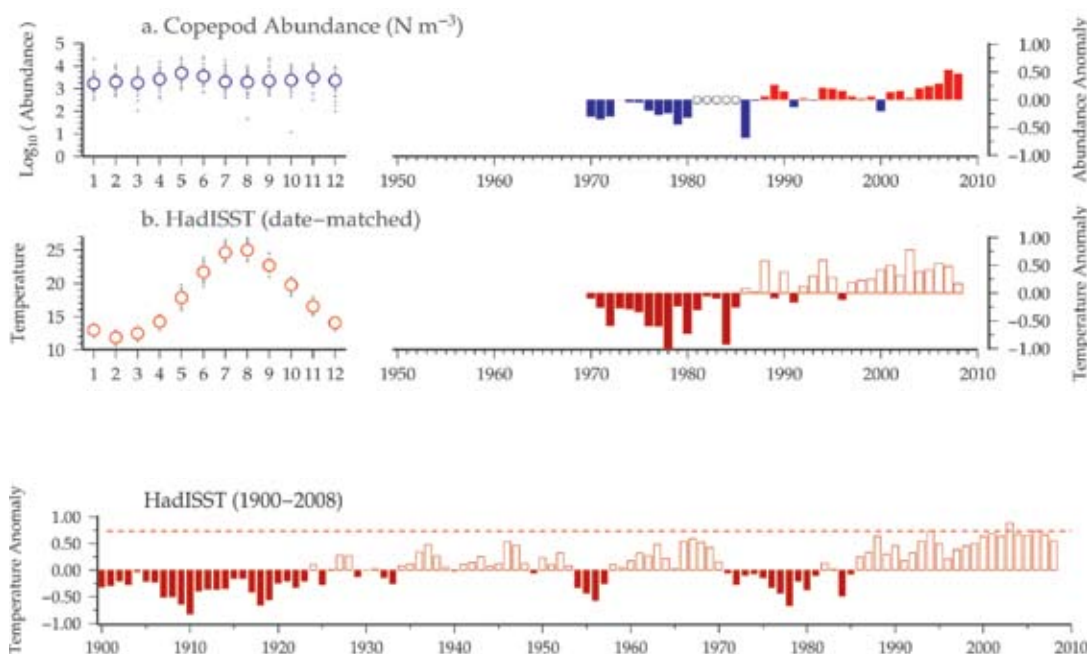 a. Copepod Abundance (N m⁻³)
Log₁₀ ( Abundance )
5
4
3
2
1
0
1 2 3 4 5 6 7 8 9 10 11 12
1950 1960 1970 1980 1990 2000 2010
1.00
0.50
0.00
−0.50
−1.00
Abundance Anomaly
b. HadISST (date−matched)
Temperature
25
20
15
10
1 2 3 4 5 6 7 8 9 10 11 12
1950 1960 1970 1980 1990 2000 2010
1.00
0.50
0.00
−0.50
−1.00
Temperature Anomaly
HadISST (1900−2008)
Temperature Anomaly
1.00
0.50
0.00
−0.50
−1.00
1900 1910 1920 1930 1940 1950 1960 1970 1980 1990 2000 2010